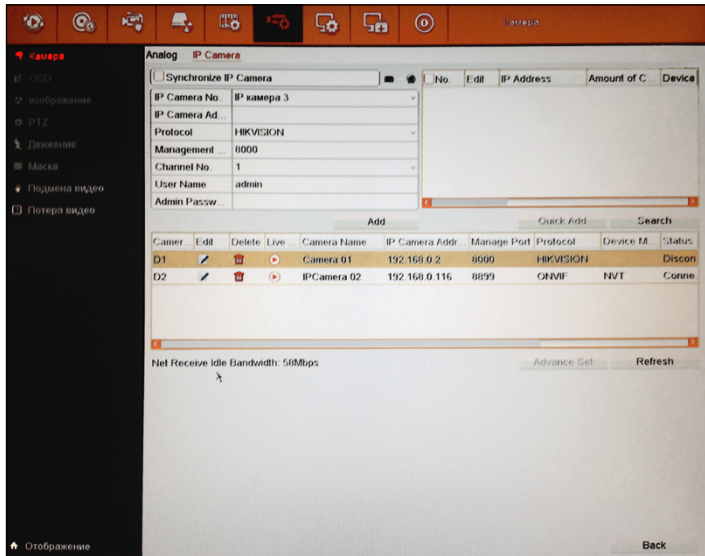 Камера
Камера
OSD
изображение
PTZ
Движение
Маска
Подмена видео
Потеря видео
Отображение
Analog IP Camera
Synchronize IP Camera
IP Camera No. IP камера 3
IP Camera Ad...
Protocol HIKVISION
Management ... 8000
Channel No. 1
User Name admin
Admin Passw...
No. Edit IP Address Amount of C... Device
Add Quick Add Search
Camer... Edit Delete Live ... Camera Name IP Camera Addr... Manage Port Protocol Device M... Status
D1 Camera 01 192.168.0.2 8000 HIKVISION Discon
D2 IPCamera 02 192.168.0.116 8899 ONVIF NVT Conne
Net Receive Idle Bandwidth: 58Mbps
Advance Set Refresh
Back